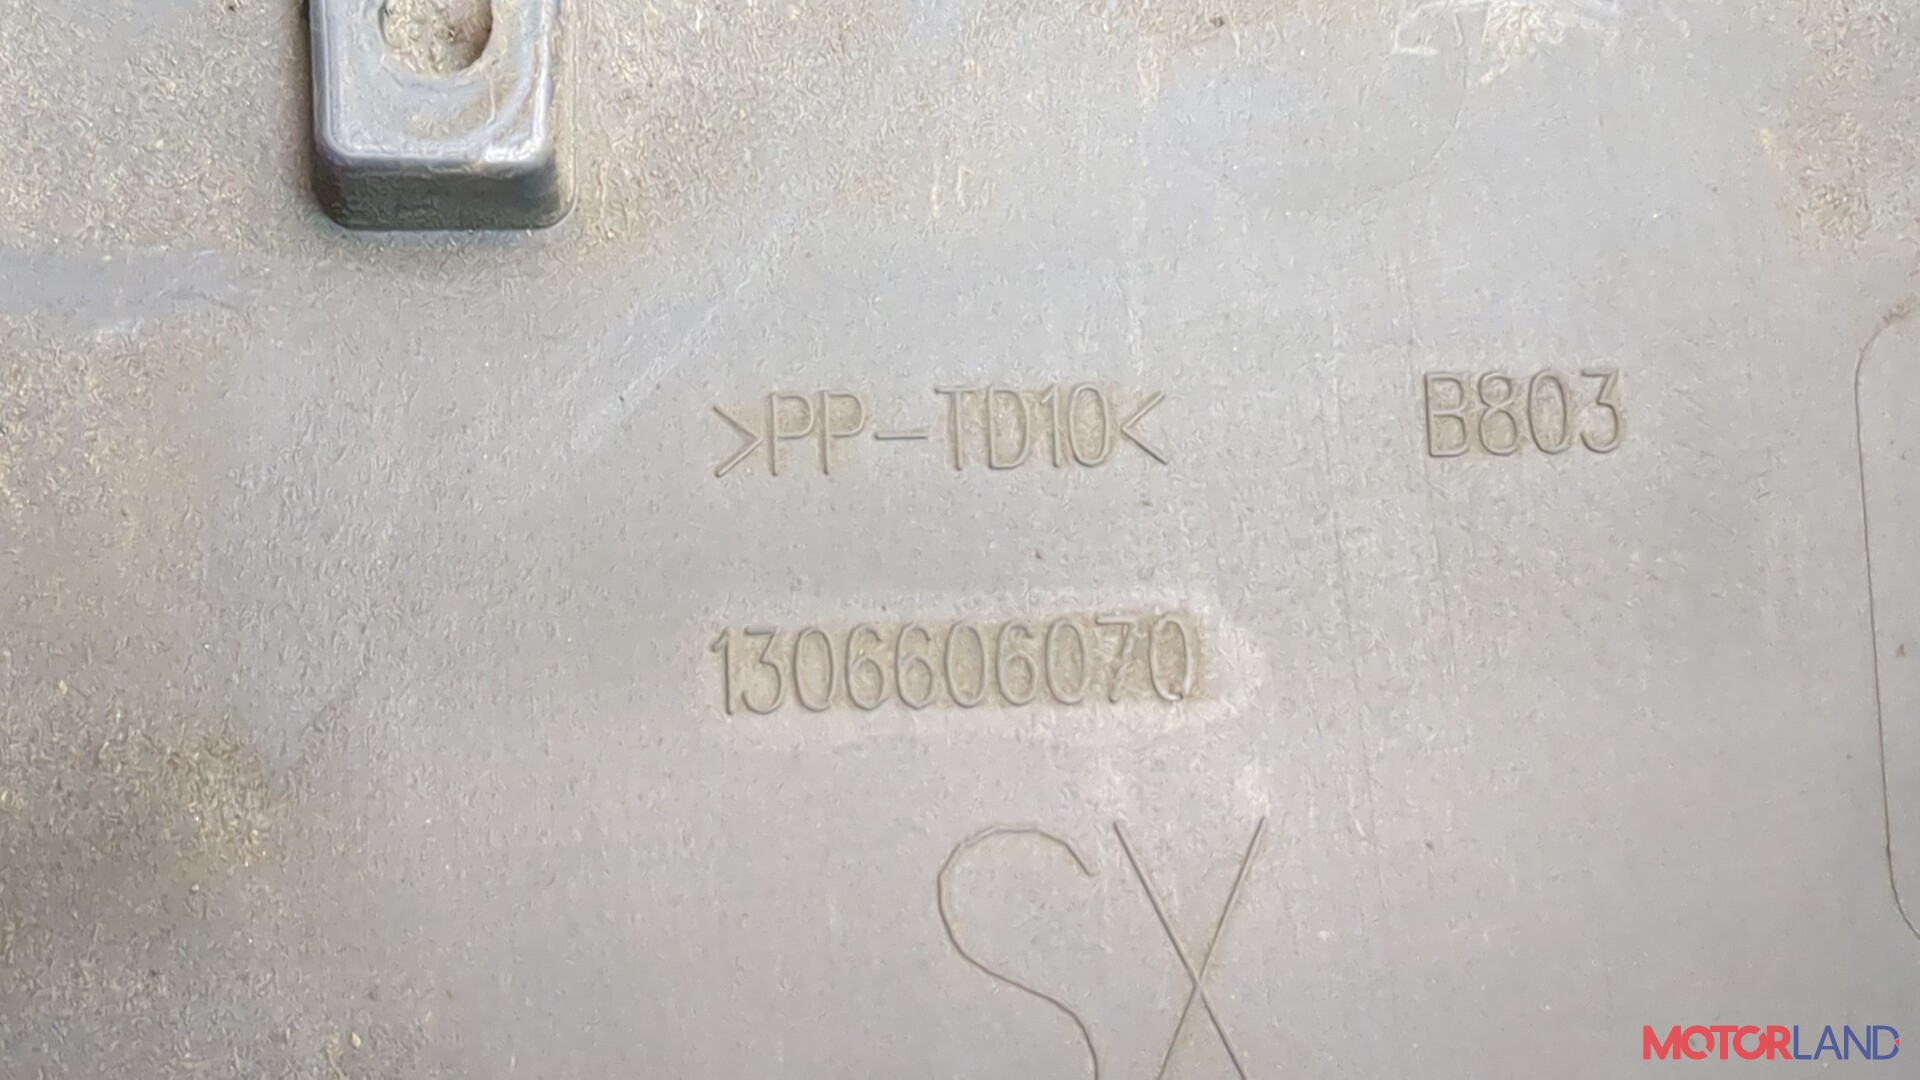 >PP-TD10<
B803
1306606070
SX
MOTORLAND